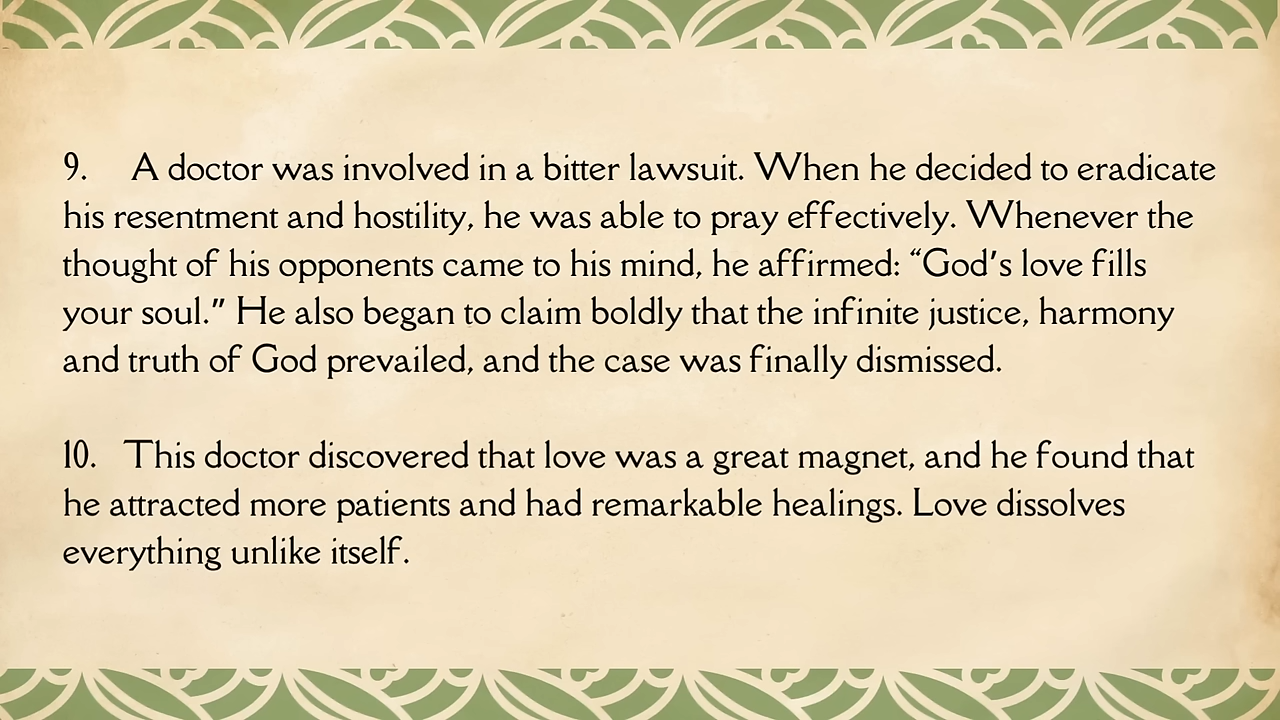 9. A doctor was involved in a bitter lawsuit. When he decided to eradicate
his resentment and hostility, he was able to pray effectively. Whenever the
thought of his opponents came to his mind, he affirmed: “God's love fills
your soul.” He also began to claim boldly that the infinite justice, harmony
and truth of God prevailed, and the case was finally dismissed.
10. This doctor discovered that love was a great magnet, and he found that
he attracted more patients and had remarkable healings. Love dissolves
everything unlike itself.